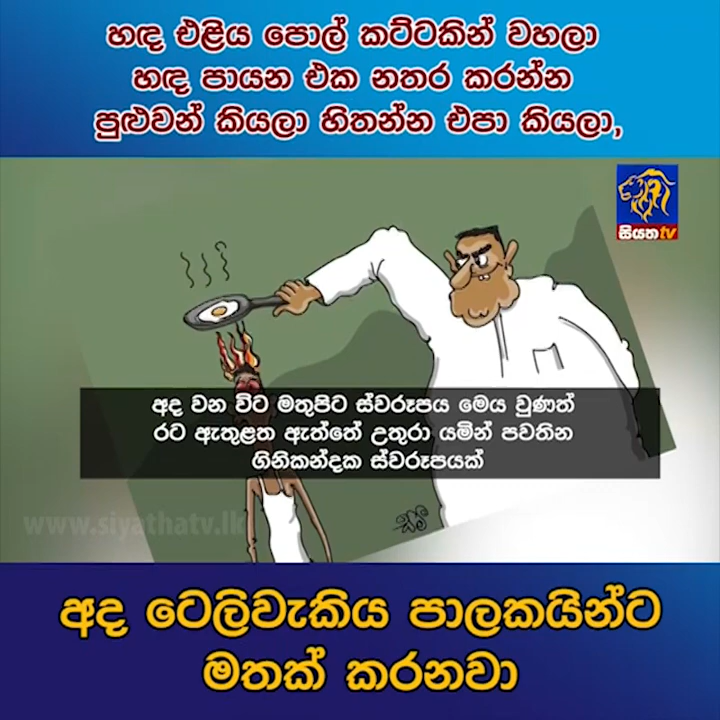 හඳ එළිය පොල් කට්ටකින් වහලා
හඳ පායන එක නතර කරන්න
පුළුවන් කියලා හිතන්න එපා කියලා,
සියත tv
අද වන විට මතුපිට ස්වරූපය මෙය වුණත්
රට ඇතුළත ඇත්තේ උතුරා යමින් පවතින
ගිනිකන්දක ස්වරූපයක්
www.siyathatv.lk
අද ටෙලිවැකිය පාලකයින්ට
මතක් කරනවා